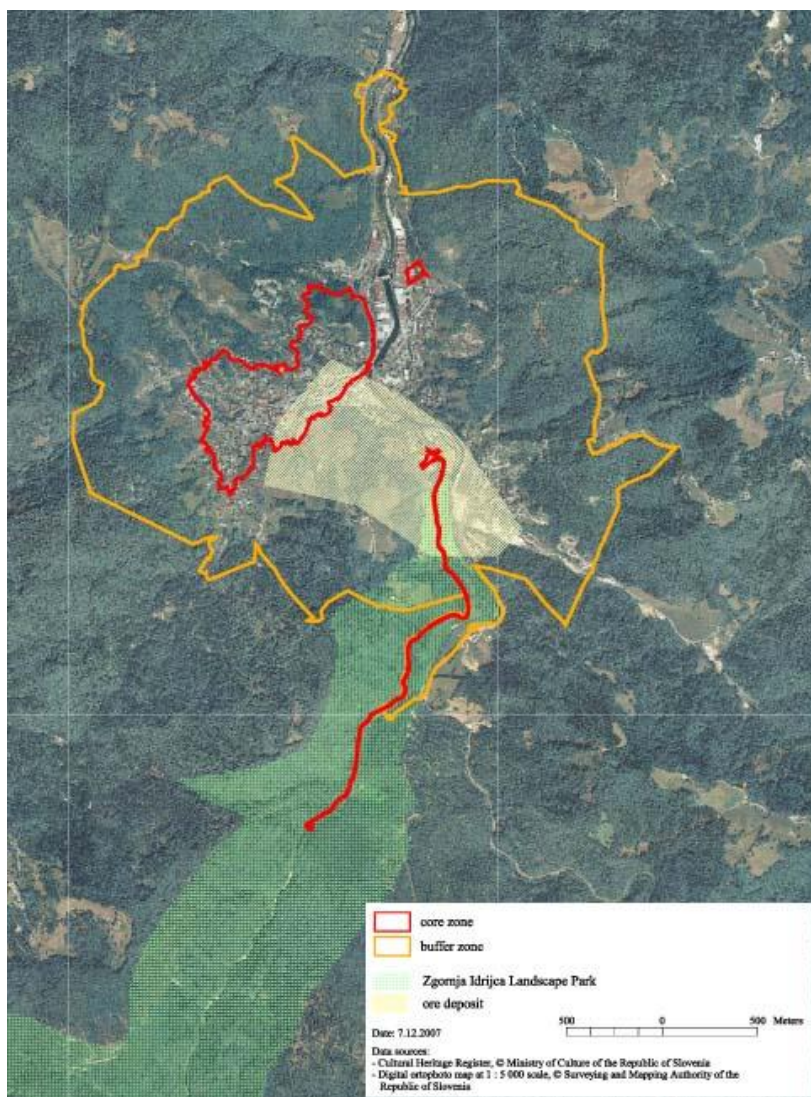 core zone
buffer zone
Zgornja Idrijca Landscape Park
ore deposit
500 0 500 Meters
Date: 7.12.2007
Data sources:
- Cultural Heritage Register, © Ministry of Culture of the Republic of Slovenia
- Digital ortophoto map at 1 : 5 000 scale, © Surveying and Mapping Authority of the
Republic of Slovenia